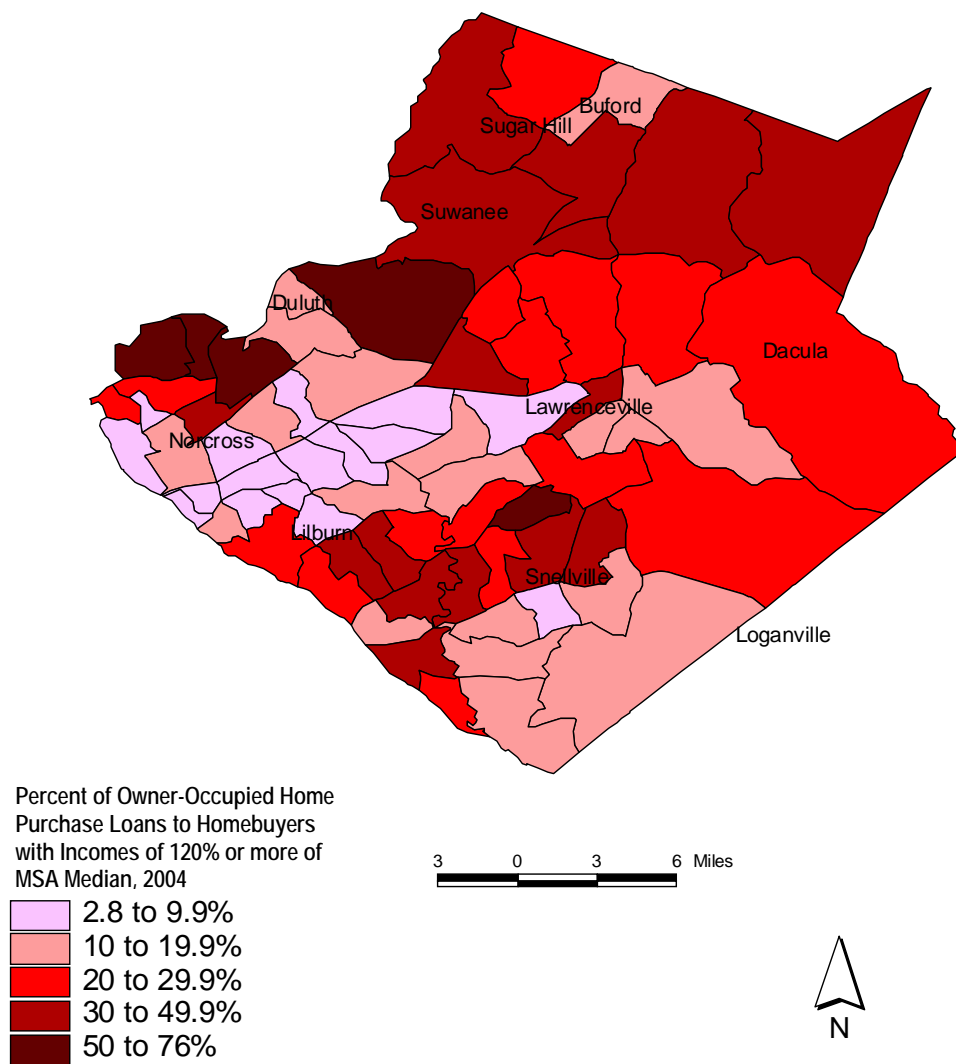 Buford
Sugar Hill
Suwanee
Duluth
Dacula
Lawrenceville
Norcross
Lilburn
Snellville
Loganville
Percent of Owner-Occupied Home
Purchase Loans to Homebuyers
with Incomes of 120% or more of
MSA Median, 2004
2.8 to 9.9%
10 to 19.9%
20 to 29.9%
30 to 49.9%
50 to 76%
3 0 3 6 Miles
N